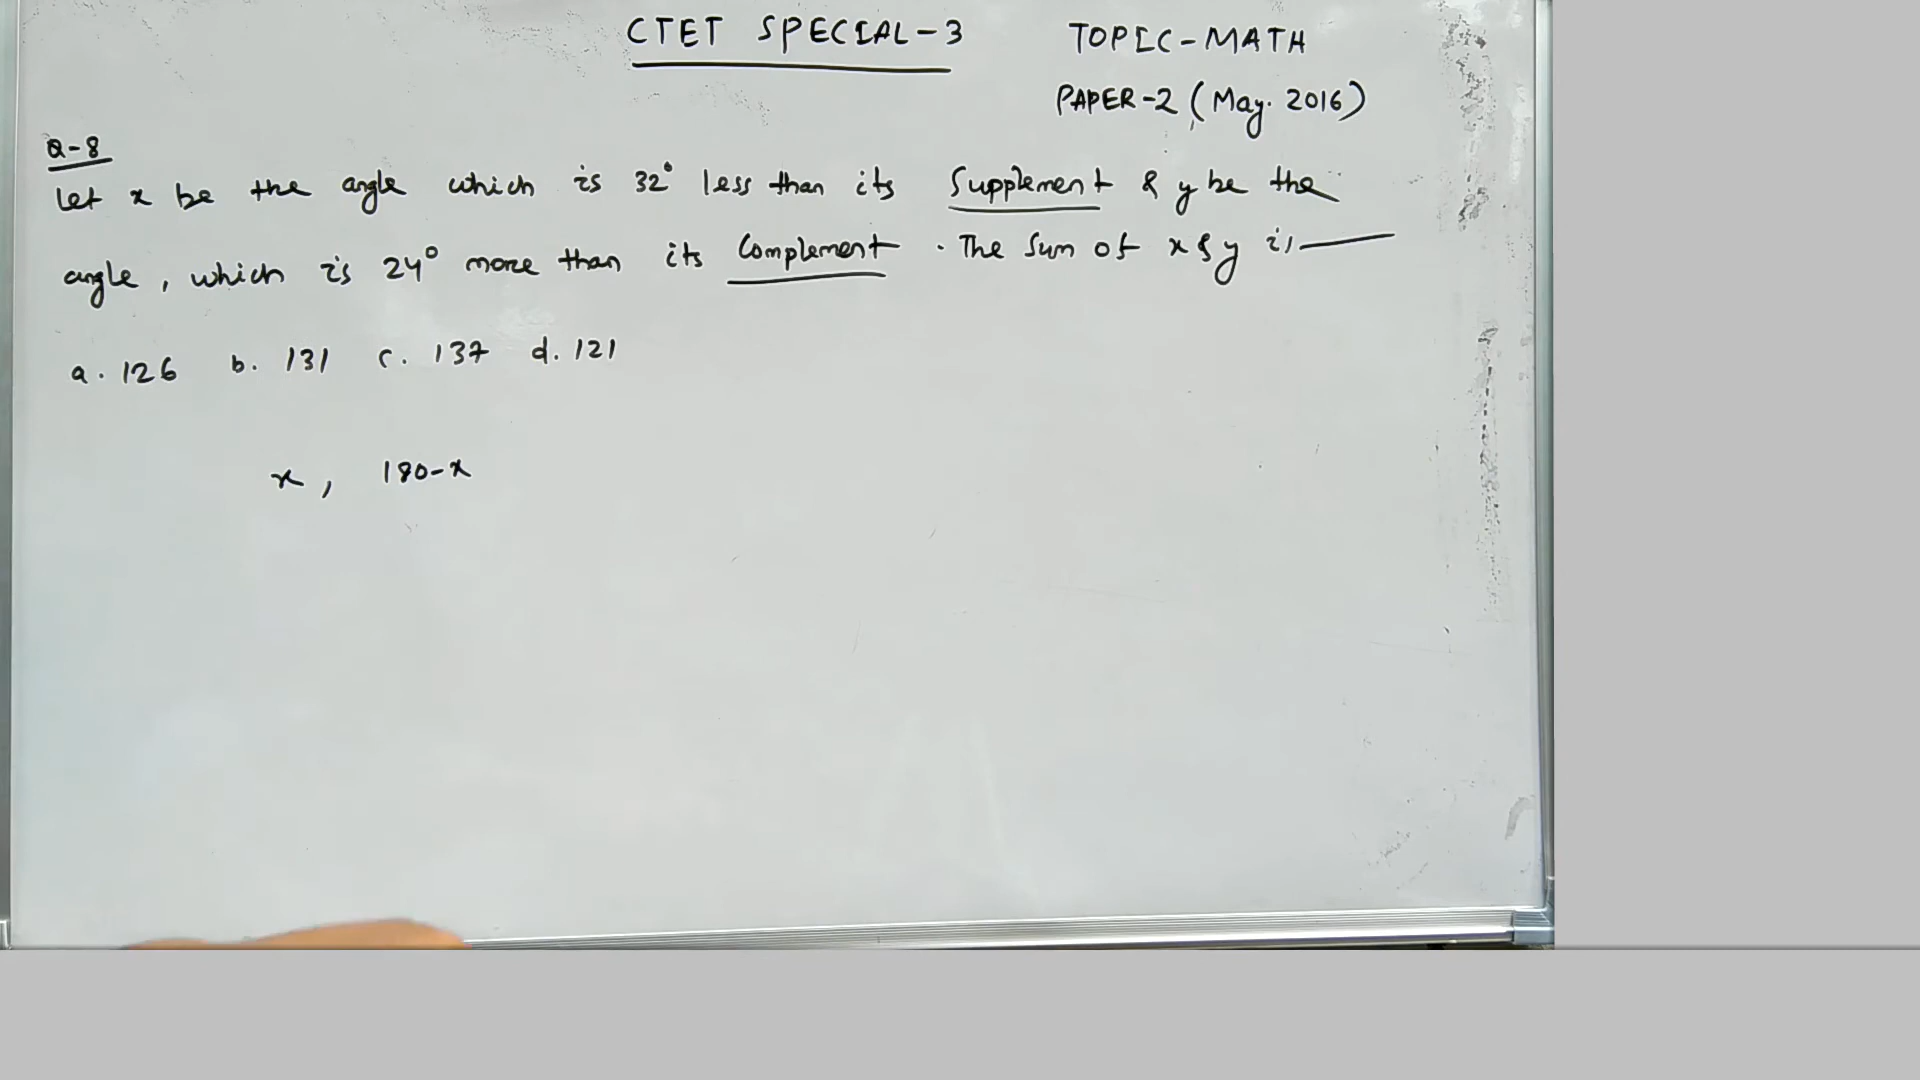 CTET SPECIAL-3
TOPIC-MATH
PAPER-2 (May. 2016)
Q-8
Let x be the angle which is 32° less than its Supplement & y be the
angle, which is 24° more than its Complement. The Sum of x & y is ——
a. 126 b. 131 c. 137 d. 121
x, 180-x